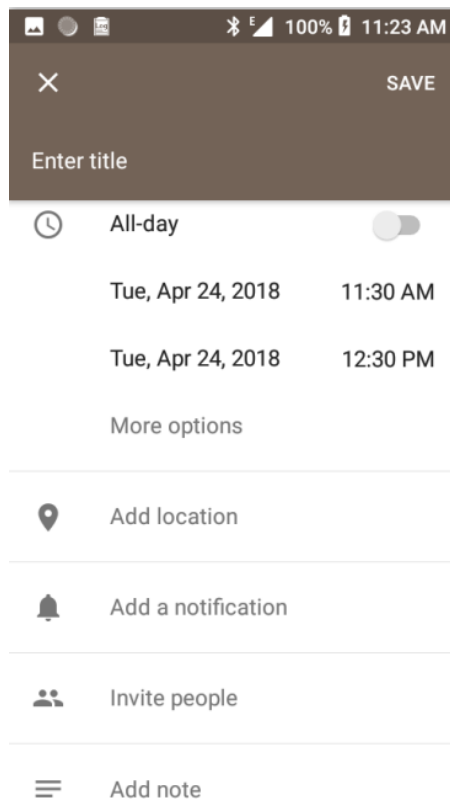 E 100% 11:23 AM
SAVE
Enter title
All-day
Tue, Apr 24, 2018 11:30 AM
Tue, Apr 24, 2018 12:30 PM
More options
Add location
Add a notification
Invite people
Add note